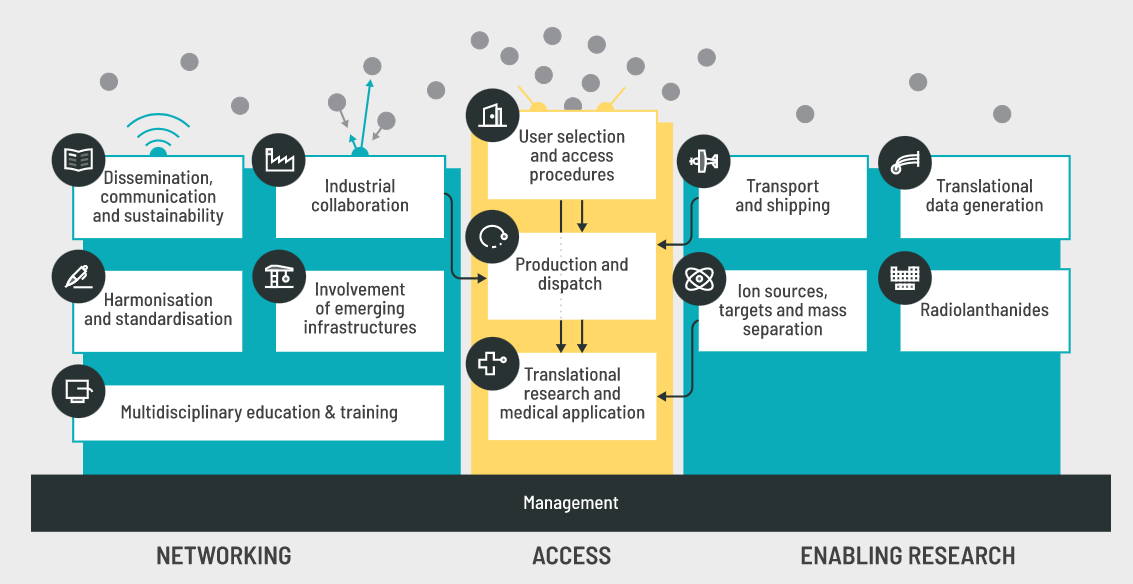 Dissemination,
communication
and sustainability
Industrial
collaboration
Harmonisation
and standardisation
Involvement
of emerging
infrastructures
Multidisciplinary education & training
User selection
and access
procedures
Production and
dispatch
Translational
research and
medical application
Transport
and shipping
Translational
data generation
Ion sources,
targets and mass
separation
Radiolanthanides
Management
NETWORKING
ACCESS
ENABLING RESEARCH